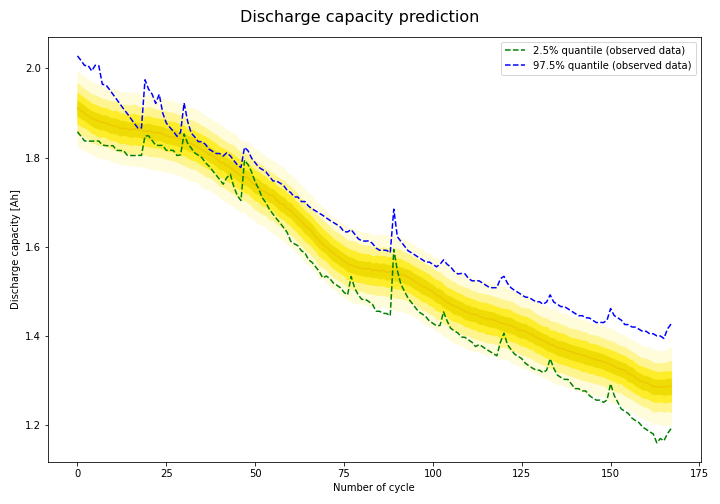 Discharge capacity prediction
2.5% quantile (observed data)
97.5% quantile (observed data)
Discharge capacity [Ah]
2.0
1.8
1.6
1.4
1.2
0
25
50
75
100
125
150
175
Number of cycle